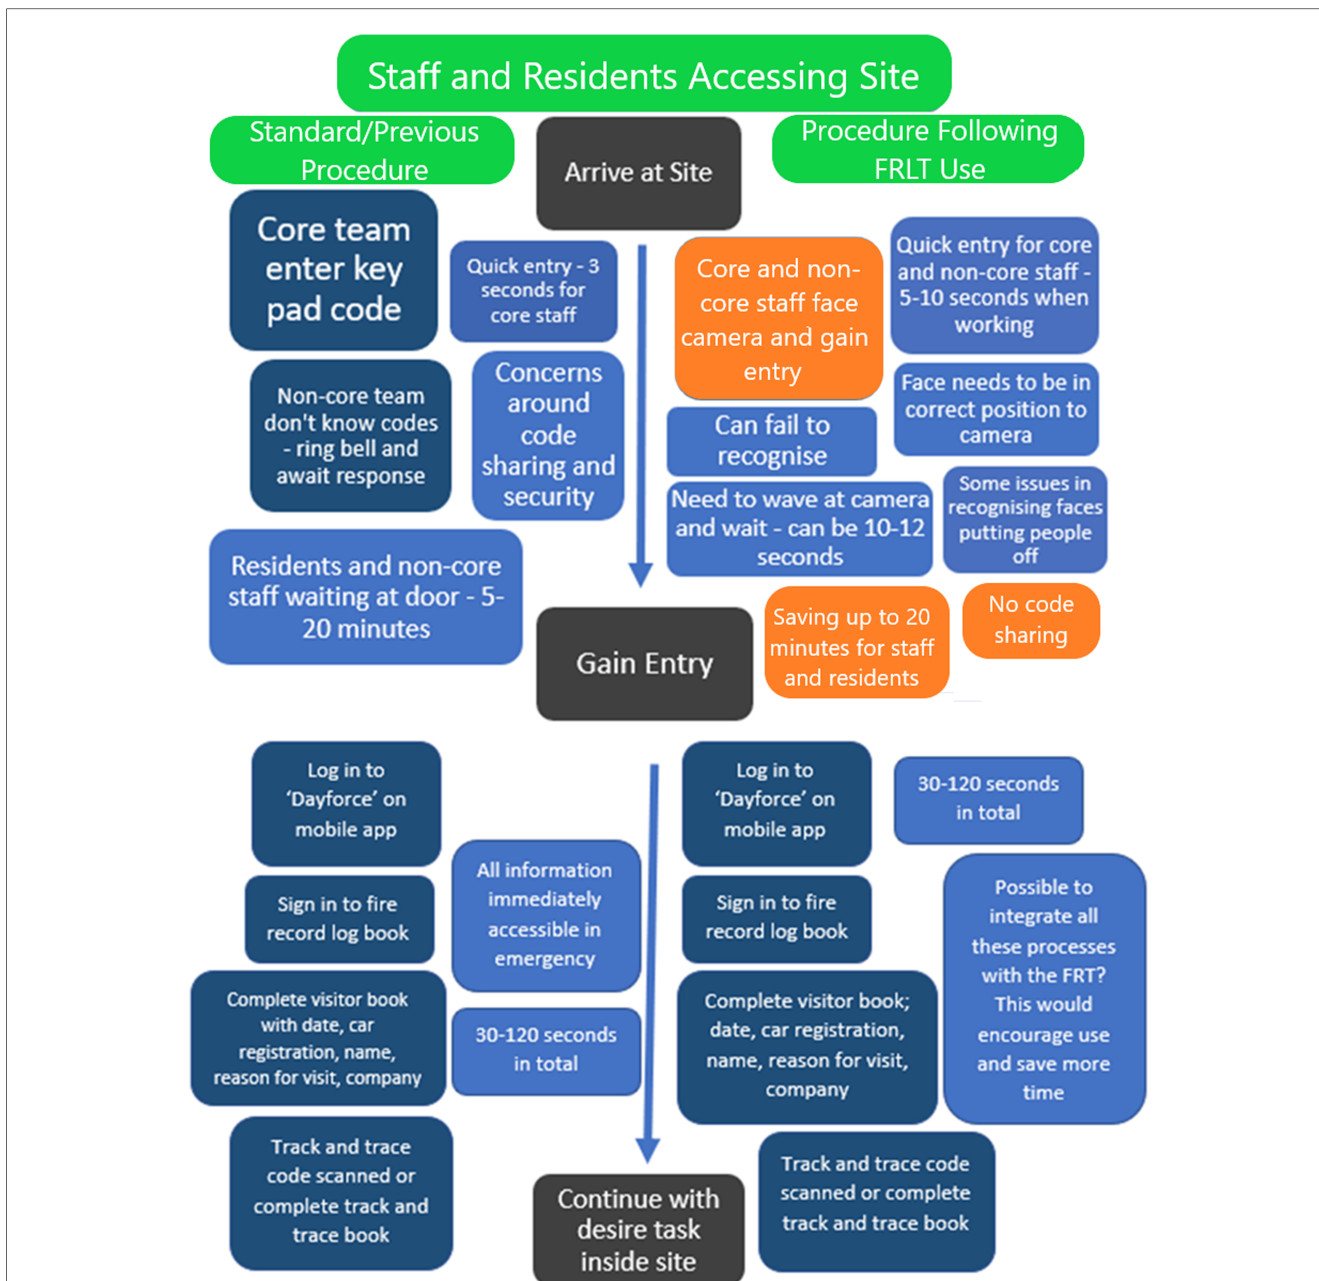 Staff and Residents Accessing Site
Standard/Previous
Procedure
Arrive at Site
Procedure Following
FRLT Use
Core team
enter key
pad code
Quick entry - 3
seconds for
core staff
Non-core team
don't know codes
- ring bell and
await response
Concerns
around
code
sharing and
security
Residents and non-core
staff waiting at door - 5-
20 minutes
Core and non-
core staff face
camera and gain
entry
Quick entry for core
and non-core staff -
5-10 seconds when
working
Can fail to
recognise
Face needs to be in
correct position to
camera
Need to wave at camera
and wait - can be 10-12
seconds
Some issues in
recognising faces
putting people
off
Gain Entry
Saving up to 20
minutes for staff
and residents
No code
sharing
Log in to
‘Dayforce’ on
mobile app
All information
immediately
accessible in
emergency
Sign in to fire
record log book
Complete visitor book
with date, car
registration, name,
reason for visit, company
30-120 seconds
in total
Track and trace
code scanned or
complete track and
trace book
Log in to
‘Dayforce’ on
mobile app
30-120 seconds
in total
Sign in to fire
record log book
Possible to
integrate all
these processes
with the FRT?
This would
encourage use
and save more
time
Complete visitor book;
date, car registration,
name, reason for visit,
company
Track and trace code
scanned or complete
track and trace book
Continue with
desire task
inside site